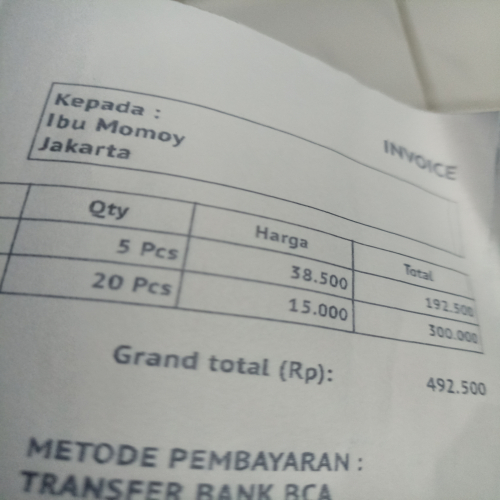 INVOICE
Kepada :
Ibu Momoy
Jakarta
Qty Harga Total
5 Pcs 38.500 192.500
20 Pcs 15.000 300.000
Grand total (Rp): 492.500
METODE PEMBAYARAN :
TRANSFER BANK BCA